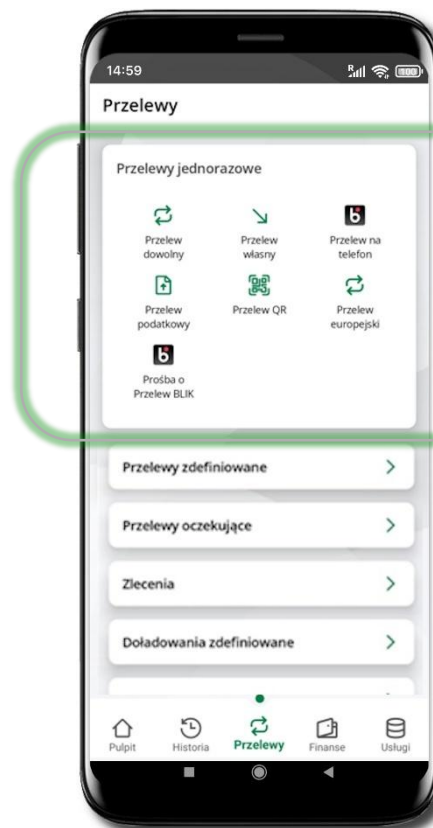 14:59
R
100
Przelewy
Przelewy jednorazowe
Przelew
dowolny
Przelew
własny
Przelew na
telefon
Przelew
podatkowy
Przelew QR
Przelew
europejski
Prośba o
Przelew BLIK
Przelewy zdefiniowane
Przelewy oczekujące
Zlecenia
Doładowania zdefiniowane
Pulpit
Historia
Przelewy
Finanse
Usługi